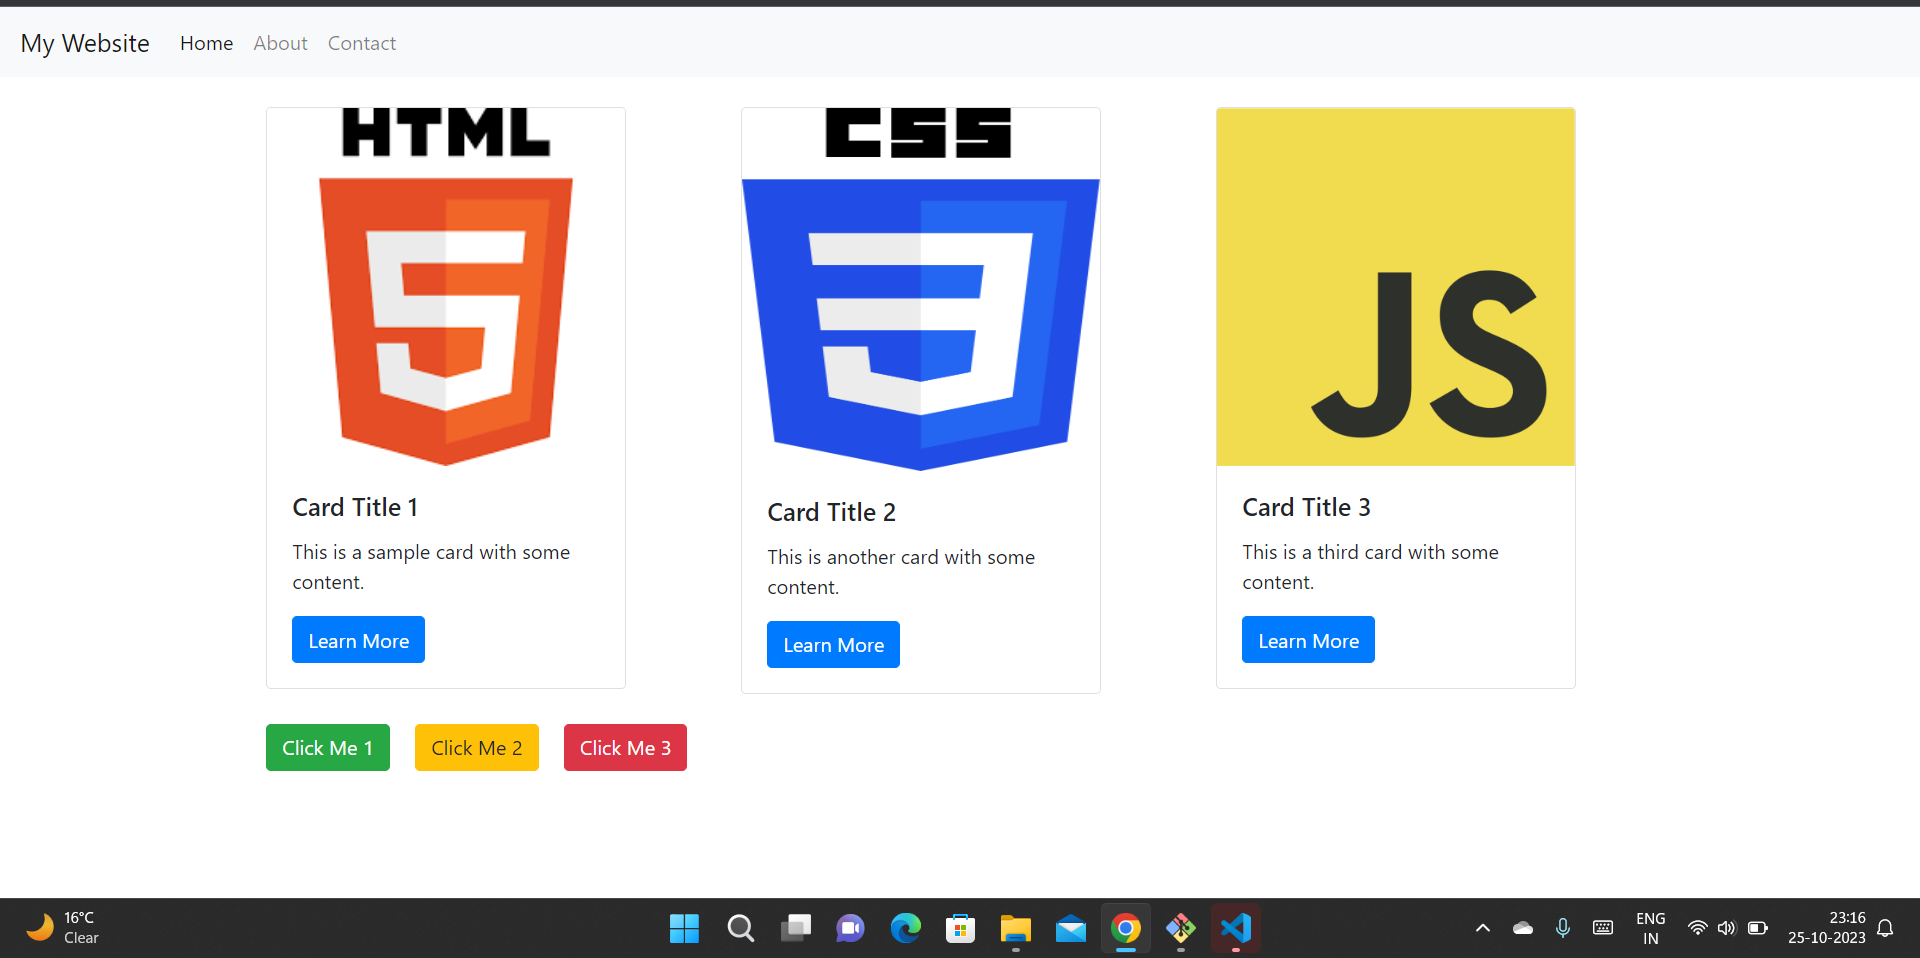 My Website Home About Contact
HTML
5
Card Title 1
This is a sample card with some
content.
Learn More
CSS
3
Card Title 2
This is another card with some
content.
Learn More
JS
Card Title 3
This is a third card with some
content.
Learn More
Click Me 1 Click Me 2 Click Me 3
16°C
Clear
ENG
IN
23:16
25-10-2023